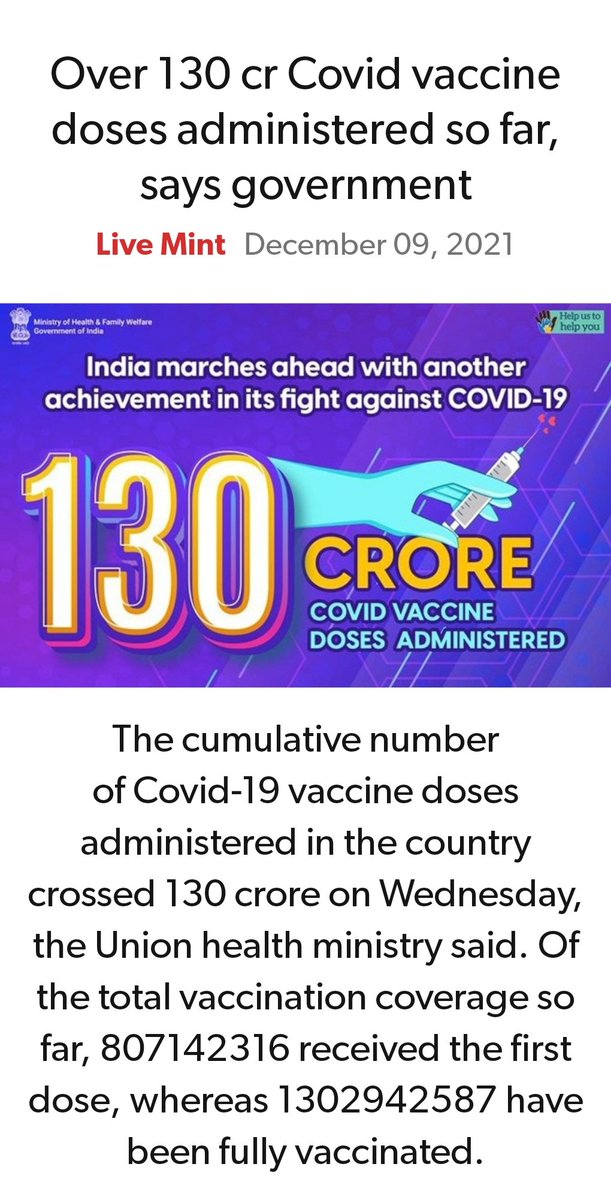 Over 130 cr Covid vaccine
doses administered so far,
says government
Live Mint December 09, 2021
Ministry of Health & Family Welfare
Government of India
Help us to
help you
India marches ahead with another
achievement in its fight against COVID-19
130
CRORE
COVID VACCINE
DOSES ADMINISTERED
The cumulative number
of Covid-19 vaccine doses
administered in the country
crossed 130 crore on Wednesday,
the Union health ministry said. Of
the total vaccination coverage so
far, 807142316 received the first
dose, whereas 1302942587 have
been fully vaccinated.